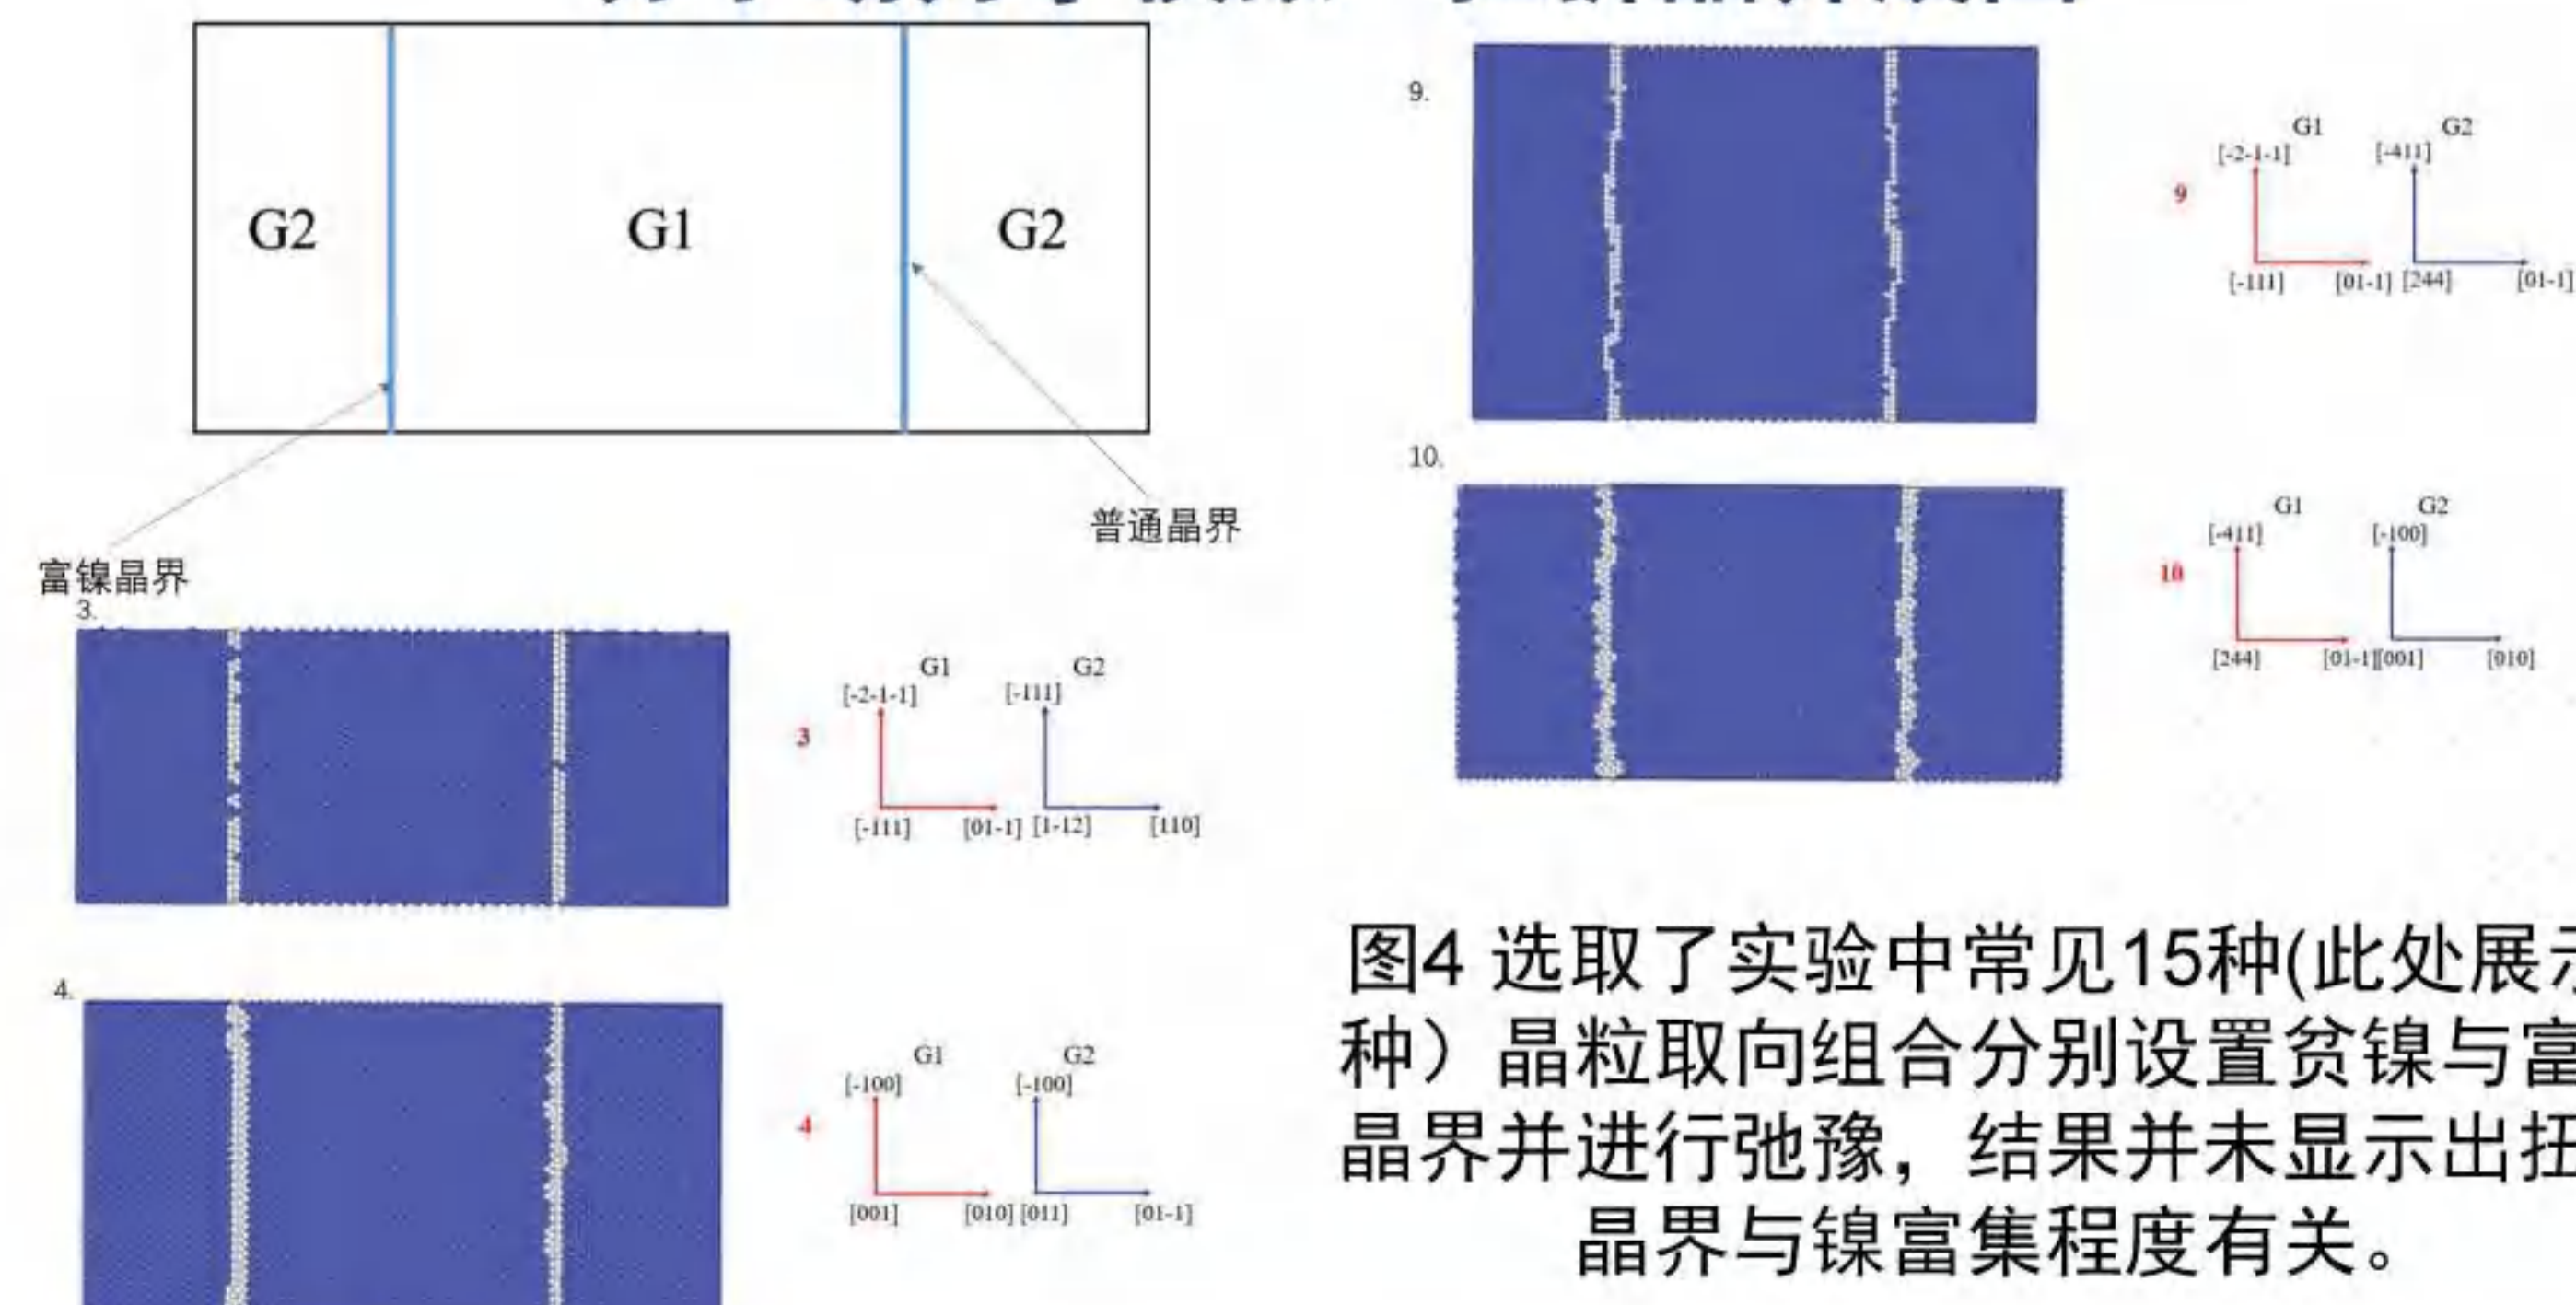 G2
G1
G2
富镍晶界
普通晶界
3.
3
G1
G2
[-2-1-1]
[-111]
[-111]
[01-1]
[1-12]
[110]
4.
4
G1
G2
[-100]
[-100]
[001]
[010]
[011]
[01-1]
9.
9
G1
G2
[-2-1-1]
[-411]
[-111]
[01-1]
[244]
[01-1]
10.
10
G1
G2
[-411]
[-100]
[244]
[01-1]
[001]
[010]
图4 选取了实验中常见15种(此处展示
种）晶粒取向组合分别设置贫镍与富
晶界并进行弛豫，结果并未显示出扭
晶界与镍富集程度有关。